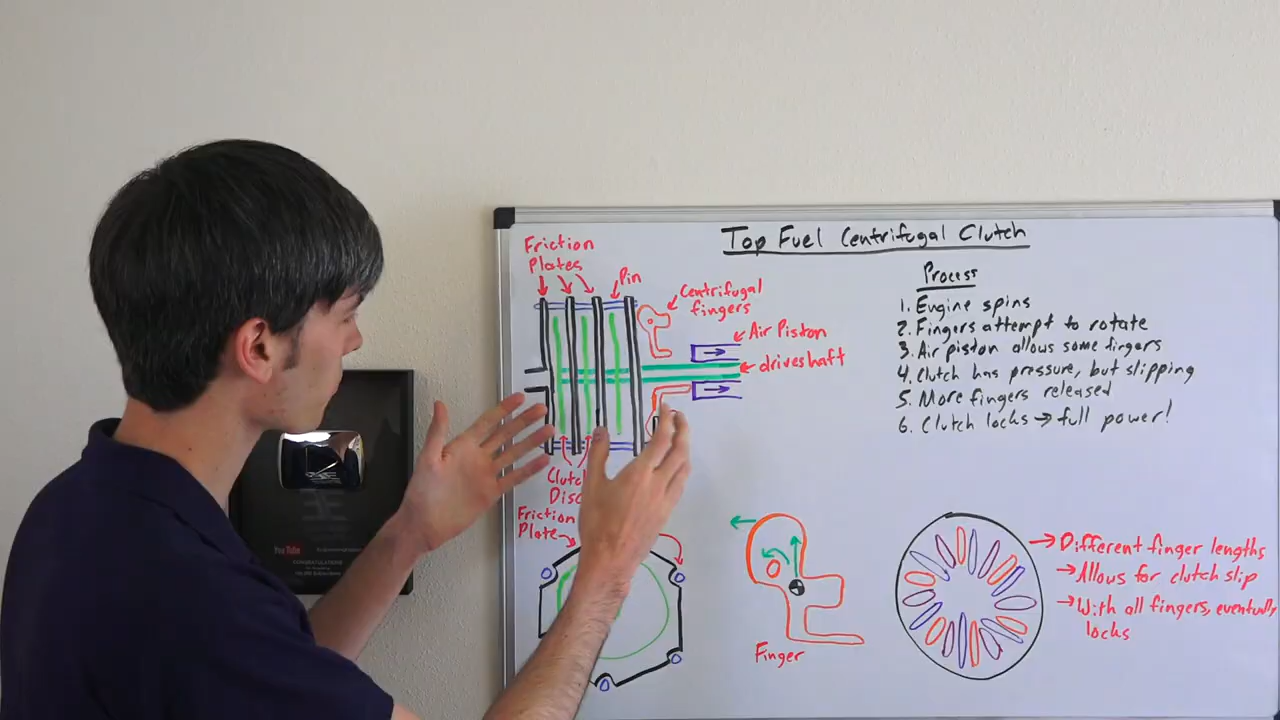 Top Fuel Centrifugal Clutch
Friction
Plates
Pin
Centrifugal
fingers
Air Piston
driveshaft
Process
1. Engine spins
2. Fingers attempt to rotate
3. Air piston allows some fingers
4. Clutch has pressure, but slipping
5. More fingers released
6. Clutch locks → full power!
Friction
Plate
Finger
→ Different finger lengths
→ Allows for clutch slip
→ With all fingers, eventually
locks
YouTube
CONGRATULATIONS